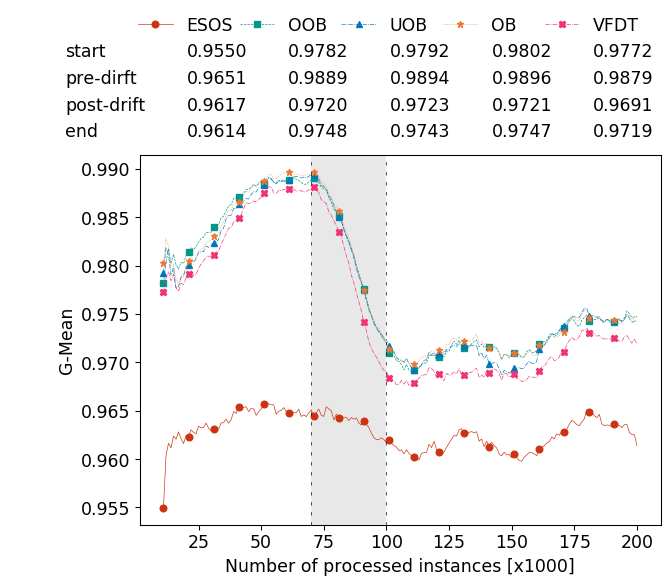 ESOS OOB UOB OB VFDT
start 0.9550 0.9782 0.9792 0.9802 0.9772
pre-dirft 0.9651 0.9889 0.9894 0.9896 0.9879
post-drift 0.9617 0.9720 0.9723 0.9721 0.9691
end 0.9614 0.9748 0.9743 0.9747 0.9719
0.990
0.985
0.980
0.975
0.970
0.965
0.960
0.955
G-Mean
25 50 75 100 125 150 175 200
Number of processed instances [x1000]